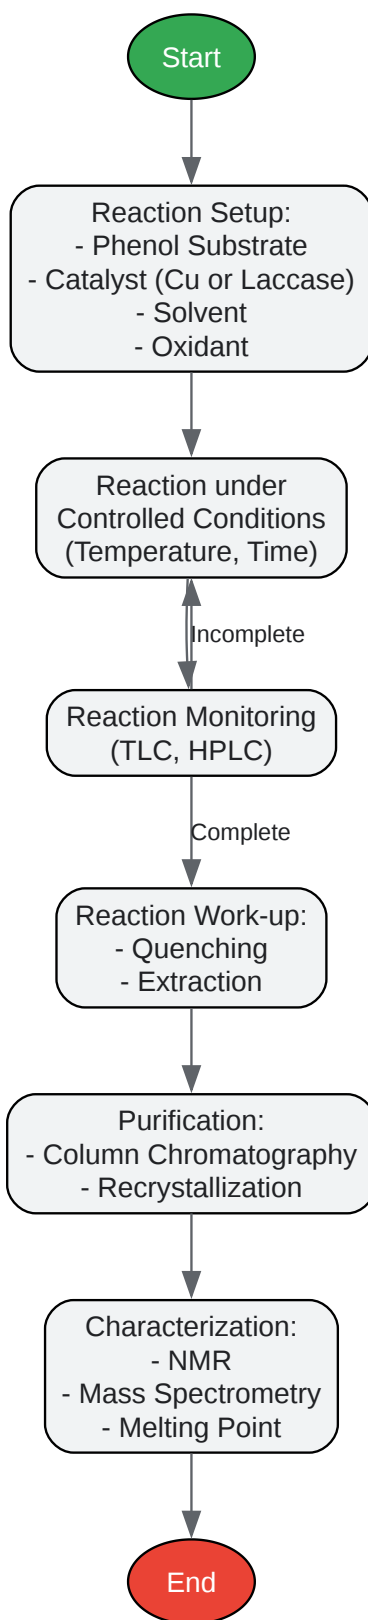 Start
Reaction Setup:
- Phenol Substrate
- Catalyst (Cu or Laccase)
- Solvent
- Oxidant
Reaction under
Controlled Conditions
(Temperature, Time)
Incomplete
Reaction Monitoring
(TLC, HPLC)
Complete
Reaction Work-up:
- Quenching
- Extraction
Purification:
- Column Chromatography
- Recrystallization
Characterization:
- NMR
- Mass Spectrometry
- Melting Point
End